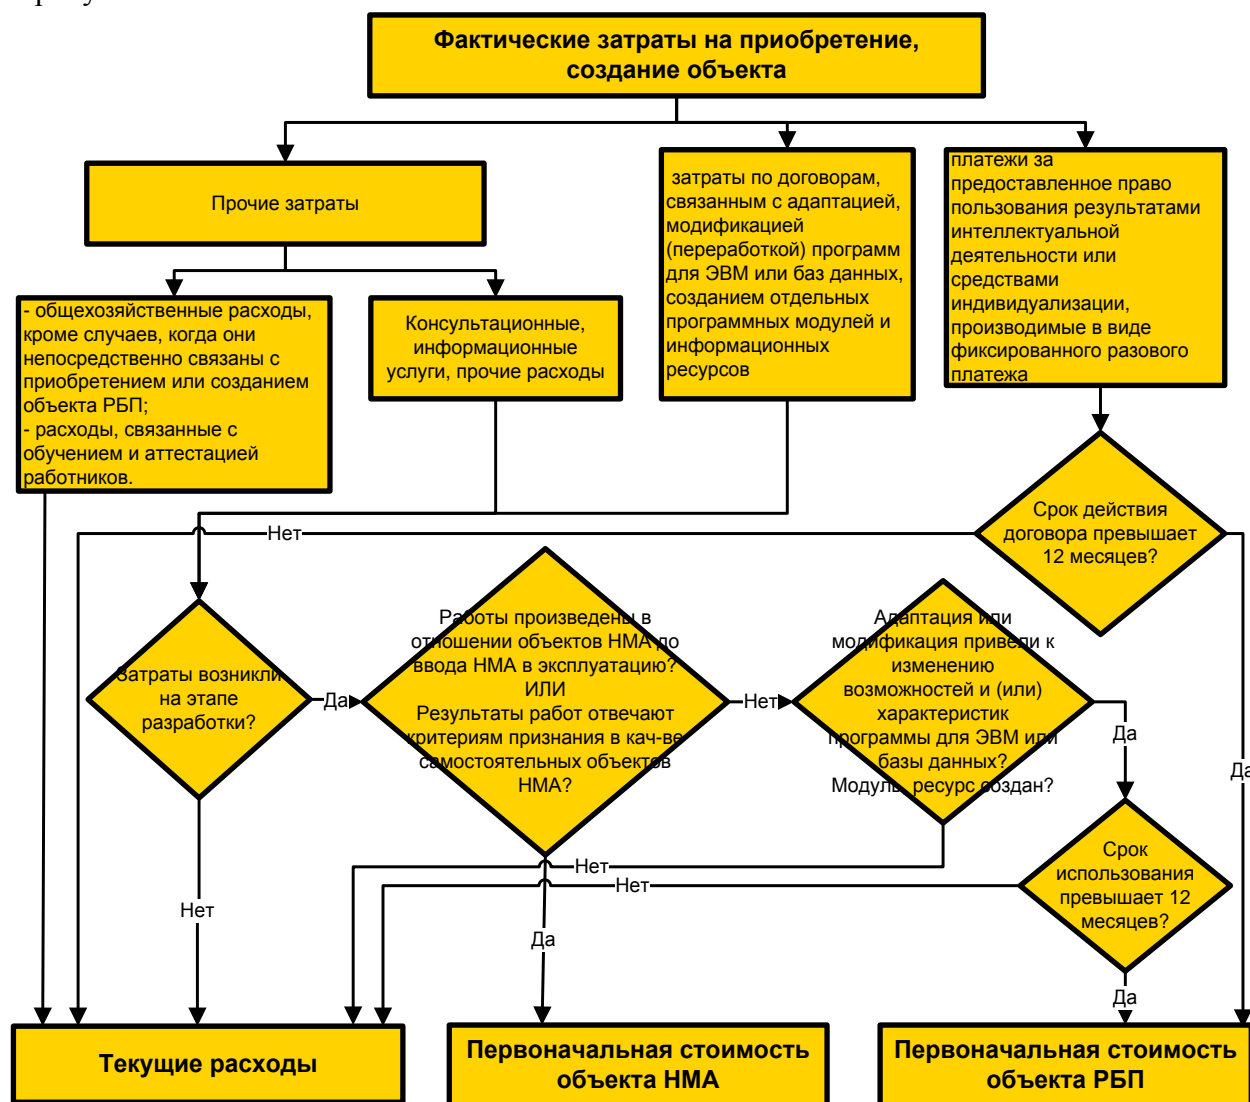 Фактические затраты на приобретение,
создание объекта
Прочие затраты
затраты по договорам,
связанным с адаптацией,
модификацией
(переработкой) программ
для ЭВМ или баз данных,
созданием отдельных
программных модулей и
информационных
ресурсов
платежи за
предоставленное право
пользования результатами
интеллектуальной
деятельности или
средствами
индивидуализации,
производимые в виде
фиксированного разового
платежа
- общехозяйственные расходы,
кроме случаев, когда они
непосредственно связаны с
приобретением или созданием
объекта РБП;
- расходы, связанные с
обучением и аттестацией
работников.
Консультационные,
информационные
услуги, прочие расходы
Срок действия
договора превышает
12 месяцев?
Нет
Да
Затраты возникли
на этапе
разработки?
Да
Работы произведены в
отношении объектов НМА до
ввода НМА в эксплуатацию?
ИЛИ
Результаты работ отвечают
критериям признания в кач-ве
самостоятельных объектов
НМА?
Нет
Адаптация или
модификация привели к
изменению
возможностей и (или)
характеристик
программы для ЭВМ или
базы данных?
Модуль, ресурс создан?
Да
Нет
Нет
Срок
использования
превышает 12
месяцев?
Нет
Да
Да
Текущие расходы
Первоначальная стоимость
объекта НМА
Первоначальная стоимость
объекта РБП